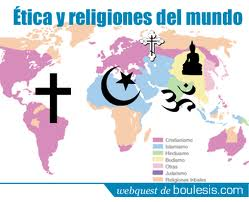 Ética y religiones del mundo
Cristianismo
Islamismo
Hinduismo
Budismo
Otras
Judaismo
Religiones tribales
webquest de boulesis.com